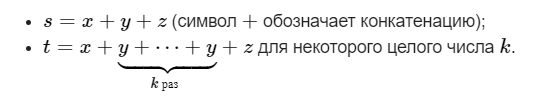 • s = x + y + z (символ + обозначает конкатенацию);
• t = x + y + ⋯ + y + z для некоторого целого числа k.
k раз